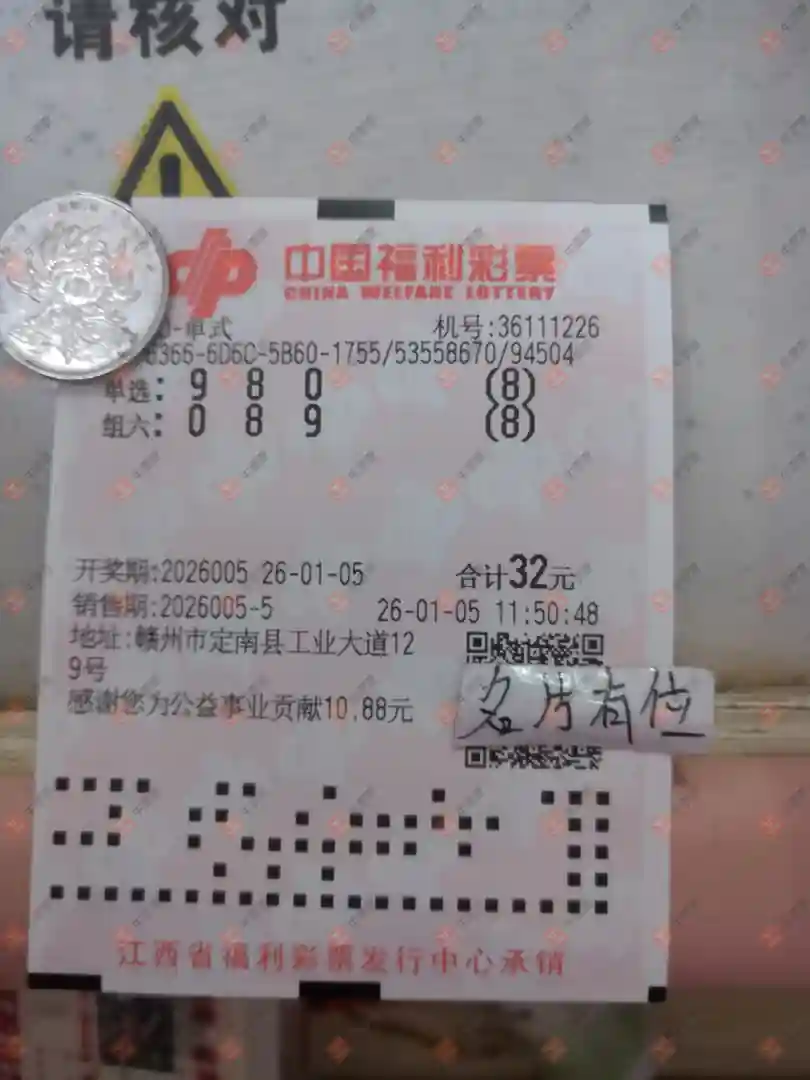 请核对
中国福利彩票
CHINA WELFARE LOTTERY
-单式 机号:36111226
6366-6D6C-5B60-1755/53558670/94504
单选: 9 8 0 (8)
组六: 0 8 9 (8)
开奖期:2026005 26-01-05 合计32元
销售期:2026005-5 26-01-05 11:50:48
地址:赣州市定南县工业大道12
9号
感谢您为公益事业贡献10.88元
名片有位
江西省福利彩票发行中心承销